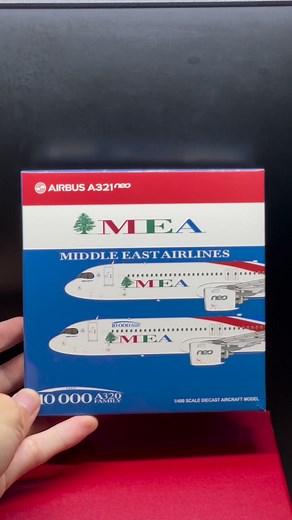 AIRBUS A321neo
MEA
MIDDLE EAST AIRLINES
MEA
neo
10 000
MEA
neo
10 000 A320
FAMILY
1/400 SCALE DIECAST AIRCRAFT MODEL